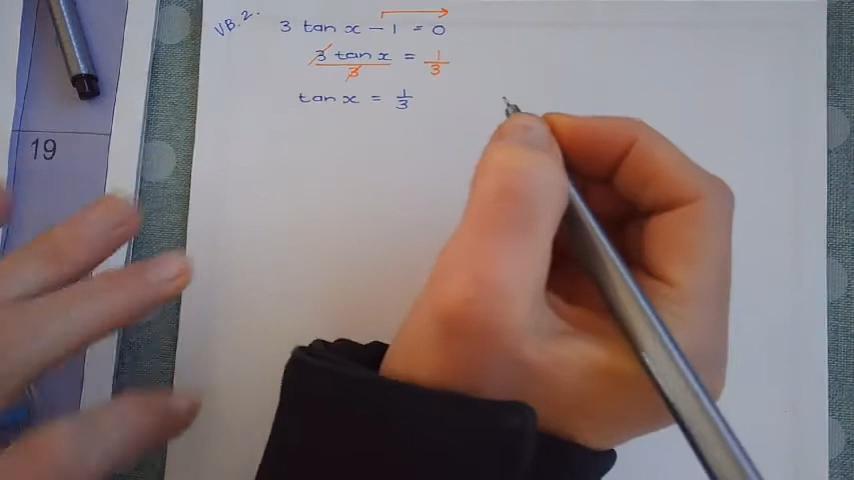 VB.2. 3 tan x - 1 = 0
3 tan x / 3 = 1/3
tan x = 1/3
19